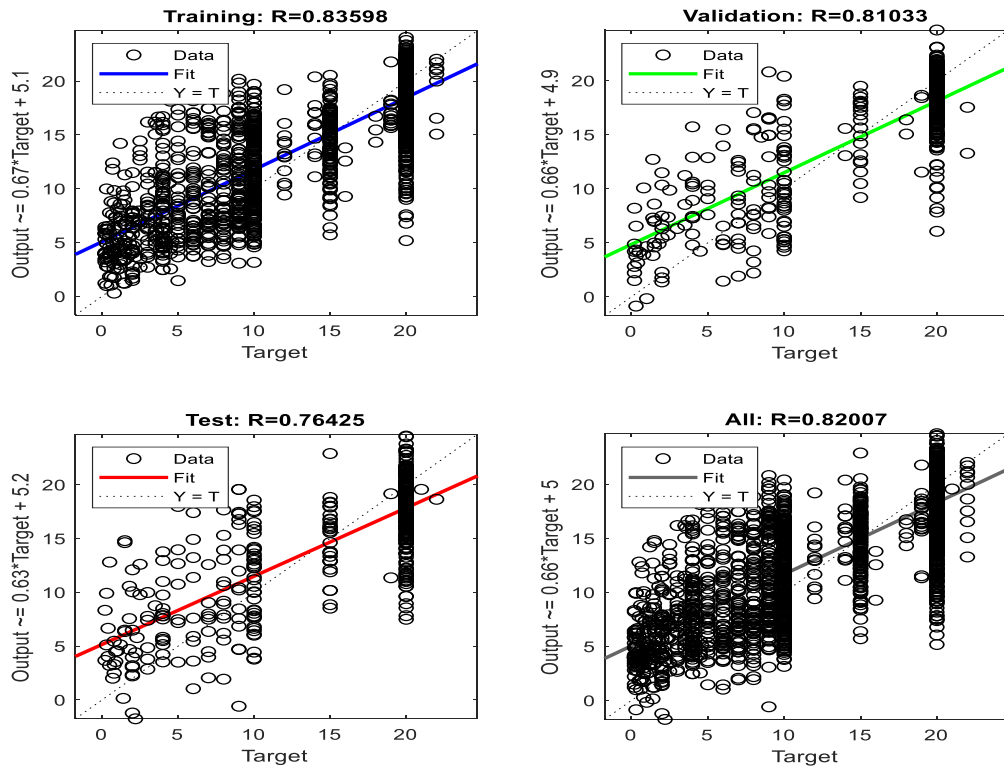 Training: R=0.83598
Output ~= 0.67*Target + 5.1
Data
Fit
Y = T
20
15
10
5
0
0 5 10 15 20
Target
Validation: R=0.81033
Output ~= 0.66*Target + 4.9
Data
Fit
Y = T
20
15
10
5
0
0 5 10 15 20
Target
Test: R=0.76425
Output ~= 0.63*Target + 5.2
Data
Fit
Y = T
20
15
10
5
0
0 5 10 15 20
Target
All: R=0.82007
Output ~= 0.66*Target + 5
Data
Fit
Y = T
20
15
10
5
0
0 5 10 15 20
Target